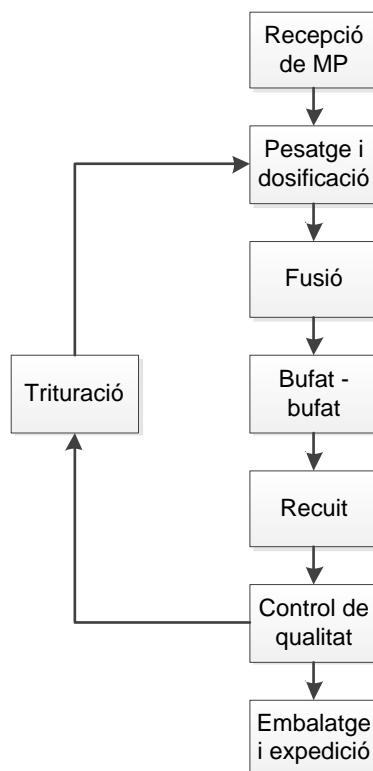 Recepció
de MP
Pesatge i
dosificació
Fusió
Trituració
Bufat -
bufat
Recuit
Control de
qualitat
Embalatge
i expedició